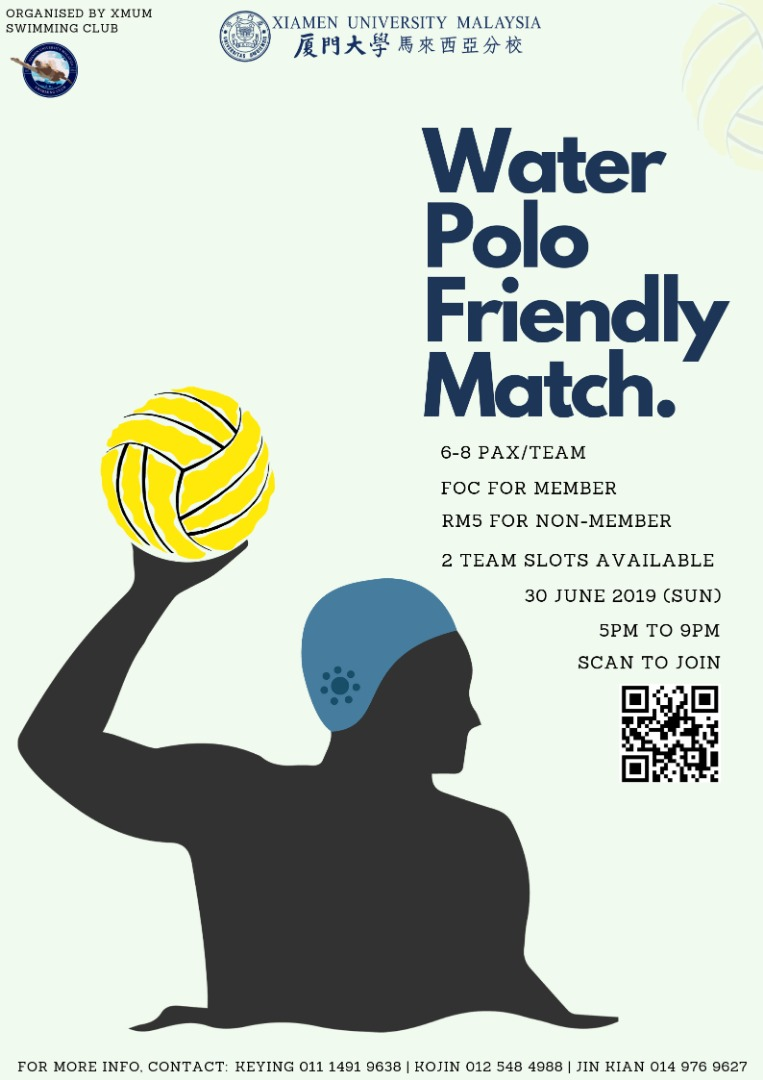 ORGANISED BY XMUM
SWIMMING CLUB
XIAMEN UNIVERSITY MALAYSIA
厦門大學 馬來西亞分校
Water
Polo
Friendly
Match.
6-8 PAX/TEAM
FOC FOR MEMBER
RM5 FOR NON-MEMBER
2 TEAM SLOTS AVAILABLE
30 JUNE 2019 (SUN)
5PM TO 9PM
SCAN TO JOIN
FOR MORE INFO, CONTACT: KEYING 011 1491 9638 | KOJIN 012 548 4988 | JIN KIAN 014 976 9627